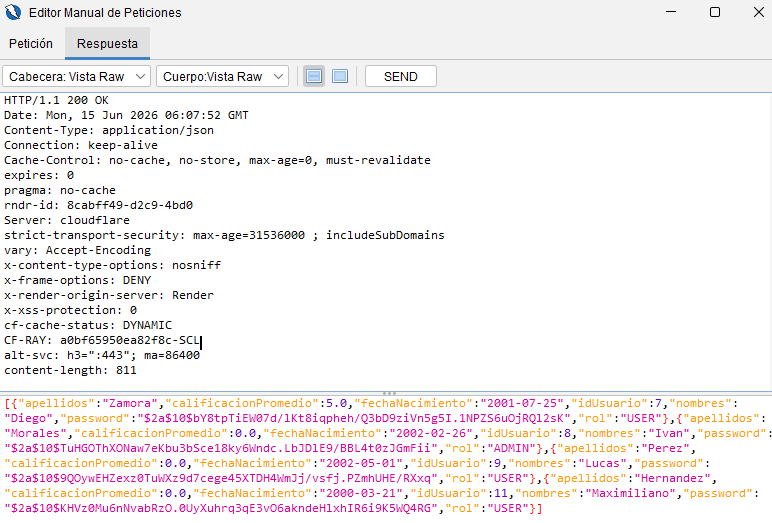 Editor Manual de Peticiones
Petición Respuesta
Cabecera: Vista Raw Cuerpo:Vista Raw SEND
HTTP/1.1 200 OK
Date: Mon, 15 Jun 2026 06:07:52 GMT
Content-Type: application/json
Connection: keep-alive
Cache-Control: no-cache, no-store, max-age=0, must-revalidate
expires: 0
pragma: no-cache
rndr-id: 8cabff49-d2c9-4bd0
Server: cloudflare
strict-transport-security: max-age=31536000 ; includeSubDomains
vary: Accept-Encoding
x-content-type-options: nosniff
x-frame-options: DENY
x-render-origin-server: Render
x-xss-protection: 0
cf-cache-status: DYNAMIC
CF-RAY: a0bf65950ea82f8c-SCL
alt-svc: h3=":443"; ma=86400
content-length: 811
[{"apellidos":"Zamora","calificacionPromedio":5.0,"fechaNacimiento":"2001-07-25","idUsuario":7,"nombres":
"Diego","password":"$2a$10$bY8tpTiEW07d/lKt8iqpheh/Q3bD9ziVn5g5I.1NPZS6uOjRQl2sK","rol":"USER"},{"apellidos":
"Morales","calificacionPromedio":0.0,"fechaNacimiento":"2002-02-26","idUsuario":8,"nombres":"Ivan","password":
"$2a$10$TuHGOThXONaw7eKbu3bSce18ky6Wndc.LbJDlE9/BBL4t0zJGmFii","rol":"ADMIN"},{"apellidos":"Perez",
"calificacionPromedio":0.0,"fechaNacimiento":"2002-05-01","idUsuario":9,"nombres":"Lucas","password":
"$2a$10$9QOywEHZexz0TuWXz9d7cege45XTDH4WmJj/vsfj.PZmhUHE/RXxq","rol":"USER"},{"apellidos":"Hernandez",
"calificacionPromedio":0.0,"fechaNacimiento":"2000-03-21","idUsuario":11,"nombres":"Maximiliano","password":
"$2a$10$KHVz0Mu6nNvabRzO.0UyXuhrq3qE3vO6akndeHlxhIR6i9K5WQ4RG","rol":"USER"}]